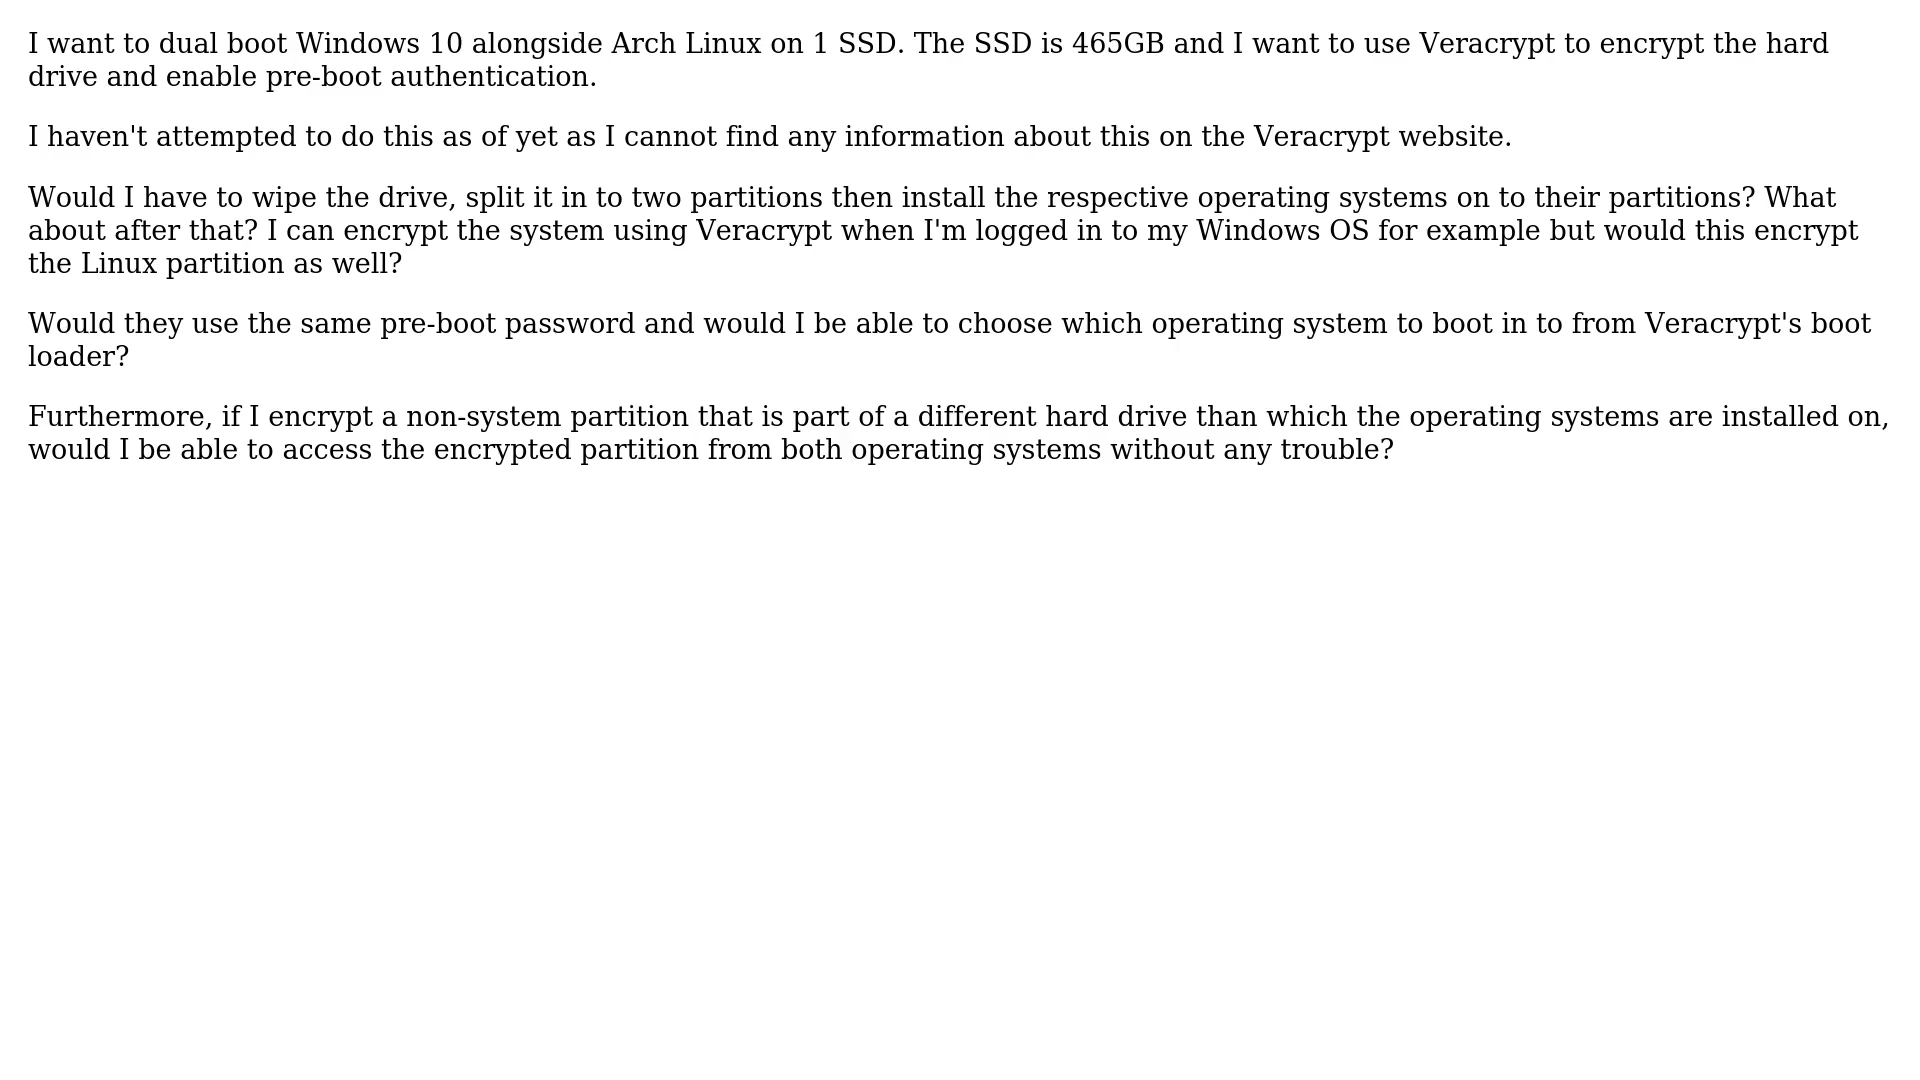 I want to dual boot Windows 10 alongside Arch Linux on 1 SSD. The SSD is 465GB and I want to use Veracrypt to encrypt the hard
drive and enable pre-boot authentication.
I haven't attempted to do this as of yet as I cannot find any information about this on the Veracrypt website.
Would I have to wipe the drive, split it in to two partitions then install the respective operating systems on to their partitions? What
about after that? I can encrypt the system using Veracrypt when I'm logged in to my Windows OS for example but would this encrypt
the Linux partition as well?
Would they use the same pre-boot password and would I be able to choose which operating system to boot in to from Veracrypt's boot
loader?
Furthermore, if I encrypt a non-system partition that is part of a different hard drive than which the operating systems are installed on,
would I be able to access the encrypted partition from both operating systems without any trouble?